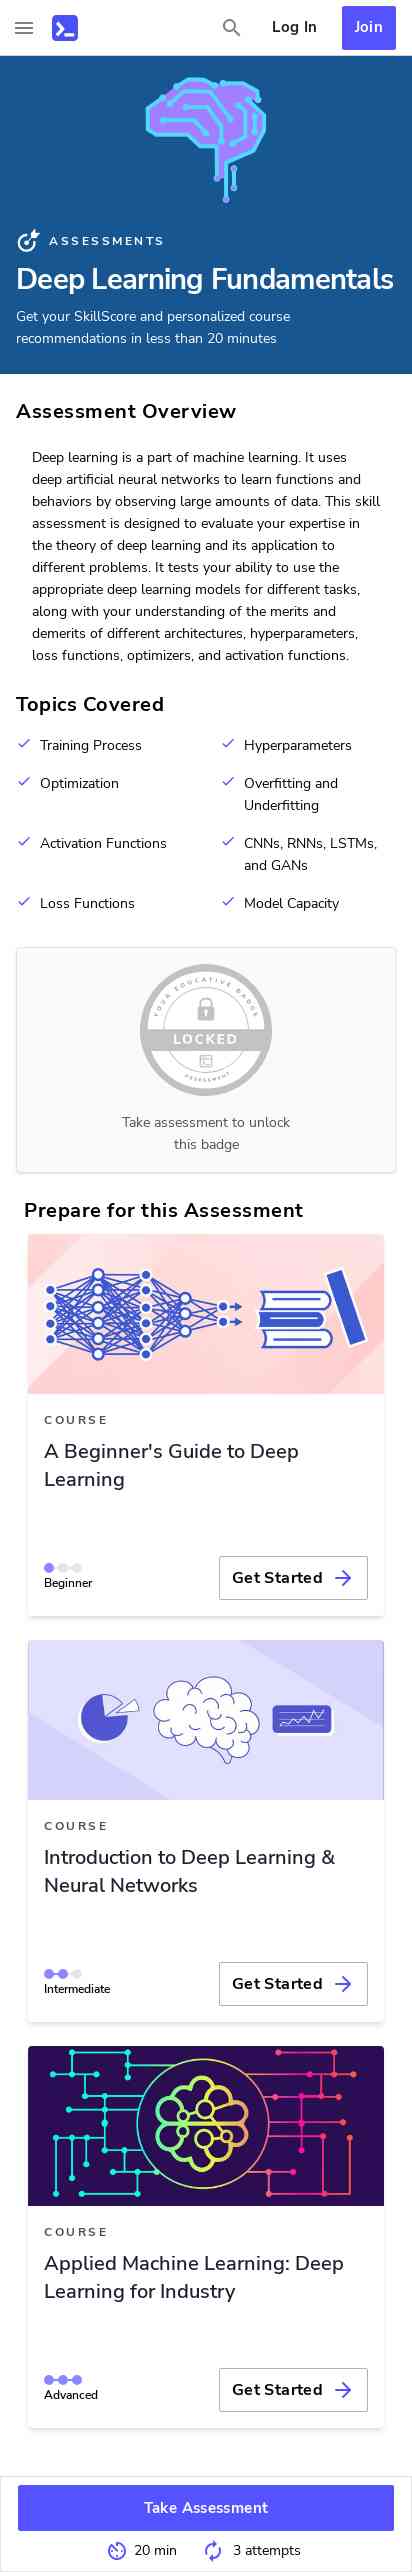 Log In
Join
ASSESSMENTS
Deep Learning Fundamentals
Get your SkillScore and personalized course
recommendations in less than 20 minutes
Assessment Overview
Deep learning is a part of machine learning. It uses
deep artificial neural networks to learn functions and
behaviors by observing large amounts of data. This skill
assessment is designed to evaluate your expertise in
the theory of deep learning and its application to
different problems. It tests your ability to use the
appropriate deep learning models for different tasks,
along with your understanding of the merits and
demerits of different architectures, hyperparameters,
loss functions, optimizers, and activation functions.
Topics Covered
Training Process
Hyperparameters
Optimization
Overfitting and
Underfitting
Activation Functions
CNNs, RNNs, LSTMs,
and GANs
Loss Functions
Model Capacity
YOUR EDUCATIVE BADGE
LOCKED
ASSESSMENT
Take assessment to unlock
this badge
Prepare for this Assessment
COURSE
A Beginner's Guide to Deep
Learning
Beginner
Get Started
COURSE
Introduction to Deep Learning &
Neural Networks
Intermediate
Get Started
COURSE
Applied Machine Learning: Deep
Learning for Industry
Advanced
Get Started
Take Assessment
20 min
3 attempts